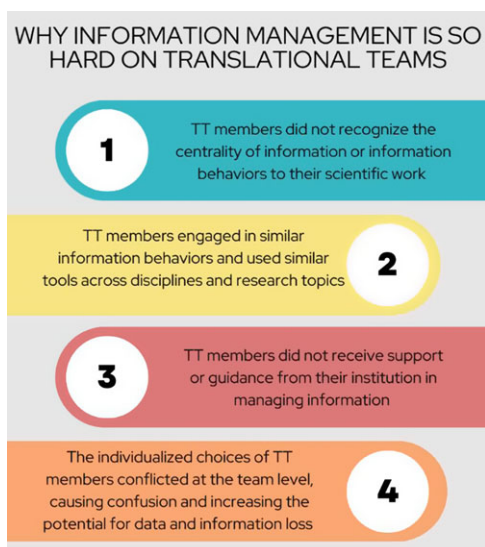 WHY INFORMATION MANAGEMENT IS SO
HARD ON TRANSLATIONAL TEAMS
1
TT members did not recognize the
centrality of information or information
behaviors to their scientific work
TT members engaged in similar
information behaviors and used similar
tools across disciplines and research topics
2
3
TT members did not receive support
or guidance from their institution in
managing information
The individualized choices of TT
members conflicted at the team level,
causing confusion and increasing the
potential for data and information loss
4